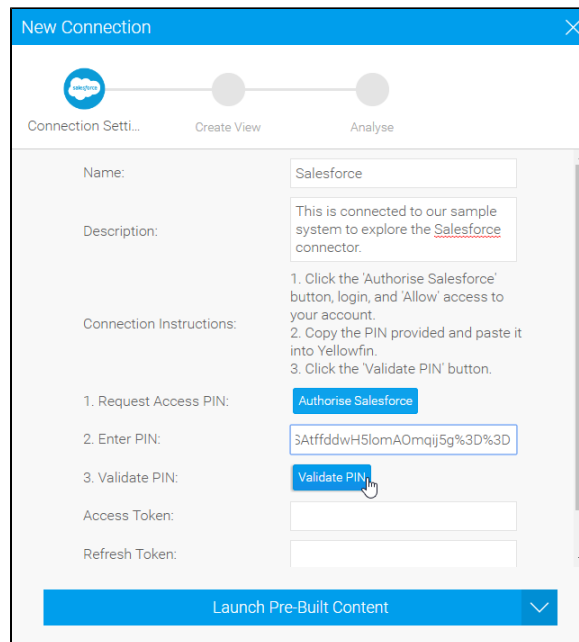 New Connection
salesforce
Connection Setti...
Create View
Analyse
Name:
Salesforce
Description:
This is connected to our sample
system to explore the Salesforce
connector.
Connection Instructions:
1. Click the 'Authorise Salesforce'
button, login, and 'Allow' access to
your account.
2. Copy the PIN provided and paste it
into Yellowfin.
3. Click the 'Validate PIN' button.
1. Request Access PIN:
Authorise Salesforce
2. Enter PIN:
SAtffddwH5lomAOmqij5g%3D%3D
3. Validate PIN:
Validate PIN
Access Token:
Refresh Token:
Launch Pre-Built Content